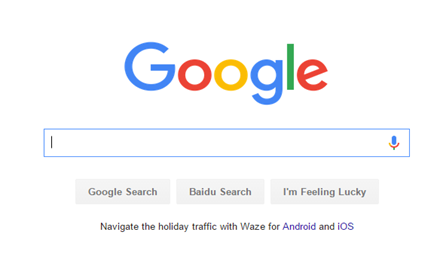 Google
Google Search Baidu Search I'm Feeling Lucky
Navigate the holiday traffic with Waze for Android and iOS